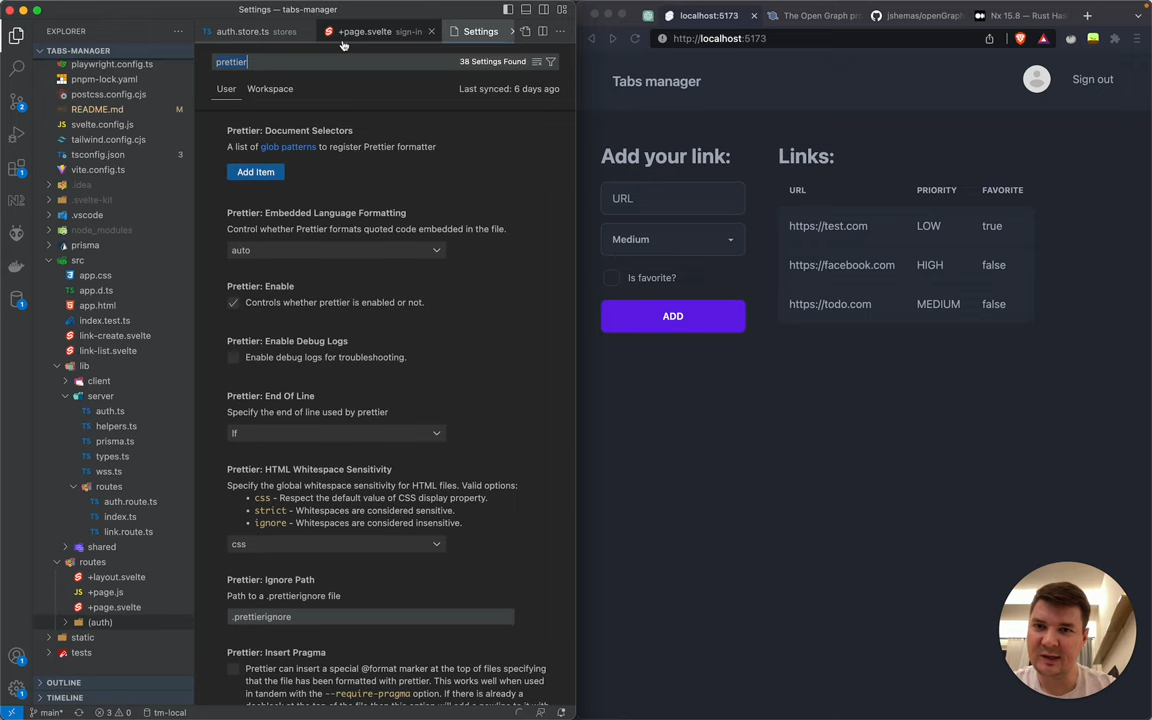 Settings — tabs-manager
EXPLORER
auth.store.ts stores
+page.svelte sign-in
Settings
TABS-MANAGER
playwright.config.ts
pnpm-lock.yaml
postcss.config.cjs
README.md M
svelte.config.js
tailwind.config.cjs
tsconfig.json 3
vite.config.ts
.idea
.svelte-kit
.vscode
node_modules
prisma
src
app.css
app.d.ts
app.html
index.test.ts
link-create.svelte
link-list.svelte
lib
client
server
auth.ts
helpers.ts
prisma.ts
types.ts
wss.ts
routes
auth.route.ts
index.ts
link.route.ts
shared
routes
+layout.svelte
+page.js
+page.svelte
(auth)
static
tests
OUTLINE
TIMELINE
main*
3
0
tm-local
2
1
1
1
1
prettier
38 Settings Found
User
Workspace
Last synced: 6 days ago
Prettier: Document Selectors
A list of glob patterns to register Prettier formatter
Add Item
Prettier: Embedded Language Formatting
Control whether Prettier formats quoted code embedded in the file.
auto
Prettier: Enable
Controls whether prettier is enabled or not.
Prettier: Enable Debug Logs
Enable debug logs for troubleshooting.
Prettier: End Of Line
Specify the end of line used by prettier
lf
Prettier: HTML Whitespace Sensitivity
Specify the global whitespace sensitivity for HTML files. Valid options:
• css - Respect the default value of CSS display property.
• strict - Whitespaces are considered sensitive.
• ignore - Whitespaces are considered insensitive.
css
Prettier: Ignore Path
Path to a .prettierignore file
.prettierignore
Prettier: Insert Pragma
Prettier can insert a special @format marker at the top of files specifying
that the file has been formatted with prettier. This works well when used
in tandem with the --require-pragma option. If there is already a
localhost:5173
The Open Graph pro
jshemas/openGraph
Nx 15.8 — Rust Has
http://localhost:5173
Tabs manager
Sign out
Add your link:
URL
Medium
Is favorite?
ADD
Links:
URL PRIORITY FAVORITE
https://test.com LOW true
https://facebook.com HIGH false
https://todo.com MEDIUM false